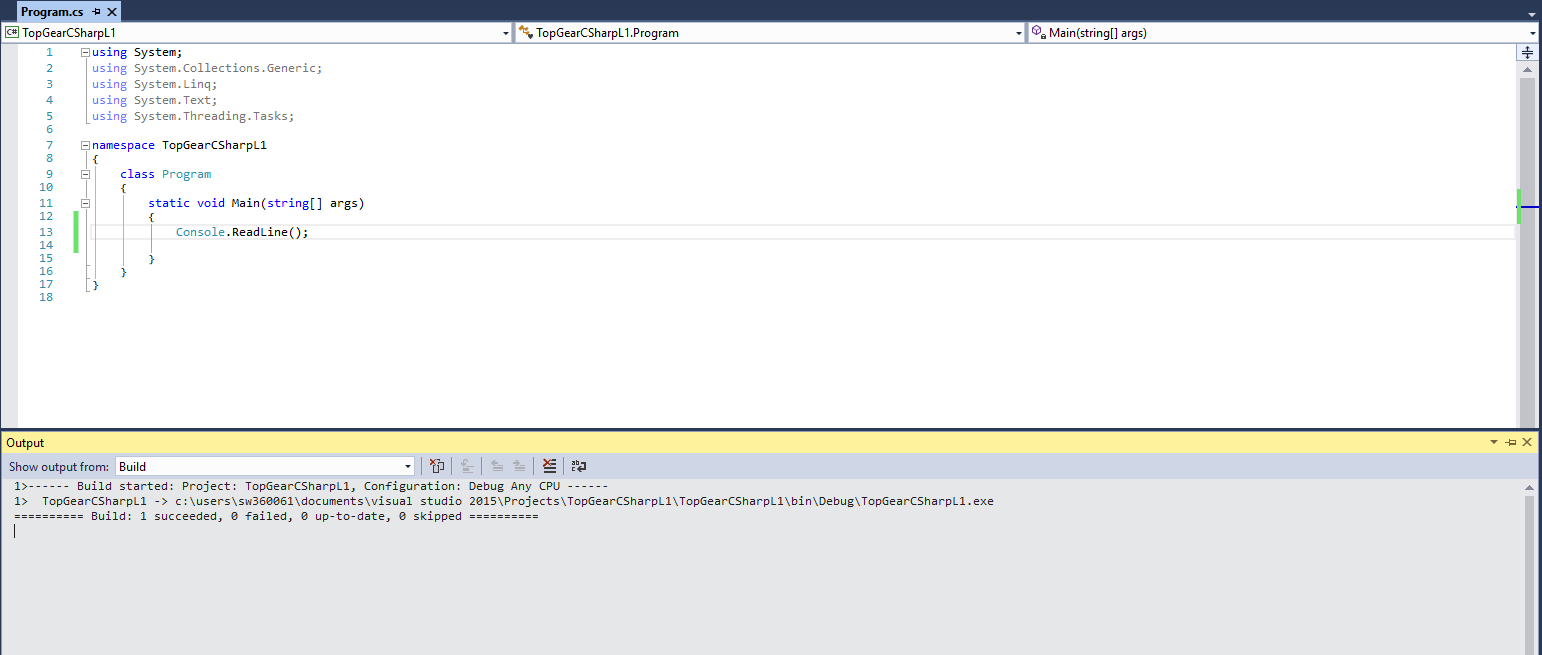 Program.cs
C# TopGearCSharpL1
TopGearCSharpL1.Program
Main(string[] args)
1 using System;
2 using System.Collections.Generic;
3 using System.Linq;
4 using System.Text;
5 using System.Threading.Tasks;
6
7 namespace TopGearCSharpL1
8 {
9 class Program
10 {
11 static void Main(string[] args)
12 {
13 Console.ReadLine();
14
15 }
16 }
17 }
18
Output
Show output from: Build
1>------ Build started: Project: TopGearCSharpL1, Configuration: Debug Any CPU ------
1>  TopGearCSharpL1 -> c:\users\sw360061\documents\visual studio 2015\Projects\TopGearCSharpL1\TopGearCSharpL1\bin\Debug\TopGearCSharpL1.exe
========== Build: 1 succeeded, 0 failed, 0 up-to-date, 0 skipped ==========